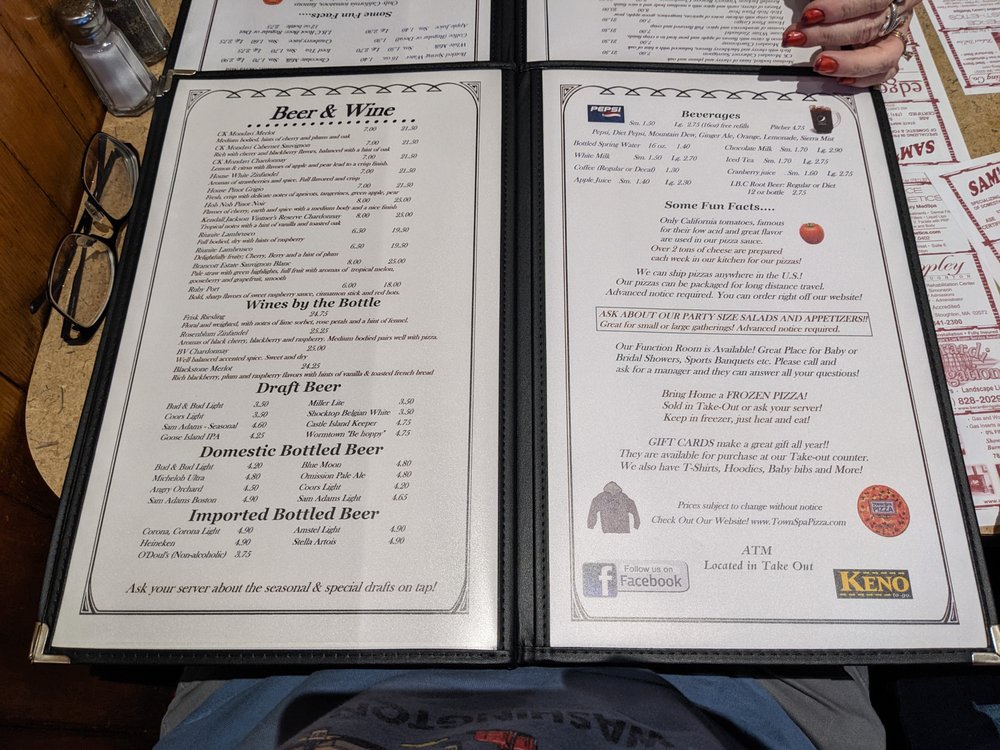 Beer & Wine
CK Mondavi Merlot 7.00 21.50
Medium bodied, hints of cherry and plums and oak
CK Mondavi Cabernet Sauvignon 7.00 21.50
Rich with cherry and blackberry flavors, balanced with a hint of oak
CK Mondavi Chardonnay 7.00 21.50
Lemon & citrus with flavors of apple and pear lead to a crisp finish.
House White Zinfandel 7.00 21.50
Aromas of strawberries and spice. Full flavored and crisp
House Pinot Grigio 7.00 21.50
Fresh, crisp with delicate notes of apricots, tangerines, green apple, pear
Hob Nob Pinot Noir 8.00 25.00
Flavors of cherry, earth and spice with a medium body and a nice finish
Kendall Jackson Vintner's Reserve Chardonnay 8.00 25.00
Tropical notes with a hint of vanilla and toasted oak
Riunite Lambrusco 6.50 19.50
Full bodied, dry with hints of raspberry
Riunite Lambrusco 6.50 19.50
Delightfully fruity; Cherry, Berry and a hint of plum
Brancott Estate Sauvignon Blanc 8.00 25.00
Pale straw with green highlights, full fruit with aromas of tropical melon,
gooseberry and grapefruit, smooth
Ruby Port 6.00 18.00
Bold, sharp flavors of sweet raspberry sauce, cinnamon stick and red hots.
Wines by the Bottle
Frisk Riesling 24.75
Floral and weighted, with notes of lime sorbet, rose petals and a hint of fennel.
Rosenblum Zinfandel 25.25
Aromas of black cherry, blackberry and raspberry. Medium bodied pairs well with pizza.
BV Chardonnay 25.00
Well balanced accented spice. Sweet and dry
Blackstone Merlot 24.25
Rich blackberry, plum and raspberry flavors with hints of vanilla & toasted french bread
Draft Beer
Bud & Bud Light 3.50 Miller Lite 3.50
Coors Light 3.50 Shocktop Belgian White 3.50
Sam Adams - Seasonal 4.60 Castle Island Keeper 4.75
Goose Island IPA 4.25 Wormtown "Be hoppy" 4.75
Domestic Bottled Beer
Bud & Bud Light 4.20 Blue Moon 4.80
Michelob Ultra 4.80 Omission Pale Ale 4.80
Angry Orchard 4.50 Coors Light 4.20
Sam Adams Boston 4.90 Sam Adams Light 4.65
Imported Bottled Beer
Corona, Corona Light 4.90 Amstel Light 4.90
Heineken 4.90 Stella Artois 4.90
O'Doul's (Non-alcoholic) 3.75
Ask your server about the seasonal & special drafts on tap!
PEPSI
Beverages
Sm. 1.50 Lg. 2.75 (16oz) free refills Pitcher 4.75
Pepsi, Diet Pepsi, Mountain Dew, Ginger Ale, Orange, Lemonade, Sierra Mist
Bottled Spring Water 16 oz. 1.40 Chocolate Milk Sm. 1.70 Lg. 2.90
White Milk Sm. 1.50 Lg. 2.70 Iced Tea Sm. 1.70 Lg. 2.75
Coffee (Regular or Decaf) 1.30 Cranberry juice Sm. 1.60 Lg. 2.75
Apple Juice Sm. 1.40 Lg. 2.30 I.B.C Root Beer: Regular or Diet
12 oz bottle 2.75
Some Fun Facts....
Only California tomatoes, famous
for their low acid and great flavor
are used in our pizza sauce.
Over 2 tons of cheese are prepared
each week in our kitchen for our pizzas!
We can ship pizzas anywhere in the U.S.!
Our pizzas can be packaged for long distance travel.
Advanced notice required. You can order right off our website!
ASK ABOUT OUR PARTY SIZE SALADS AND APPETIZERS!!
Great for small or large gatherings! Advanced notice required.
Our Function Room is Available! Great Place for Baby or
Bridal Showers, Sports Banquets etc. Please call and
ask for a manager and they can answer all your questions!
Bring Home a FROZEN PIZZA!
Sold in Take-Out or ask your server!
Keep in freezer, just heat and eat!
GIFT CARDS make a great gift all year!!
They are available for purchase at our Take-out counter.
We also have T-Shirts, Hoodies, Baby bibs and More!
Prices subject to change without notice
Check Out Our Website! www.TownSpaPizza.com
PIZZA
ATM
Located in Take Out
Follow us on
Facebook
KENO
to go.